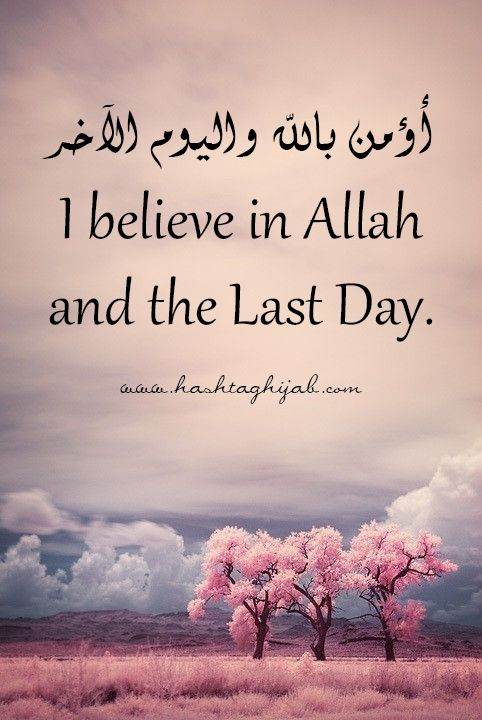 أؤمن بالله واليوم الآخر
I believe in Allah
and the Last Day.
www.hashtaghijab.com